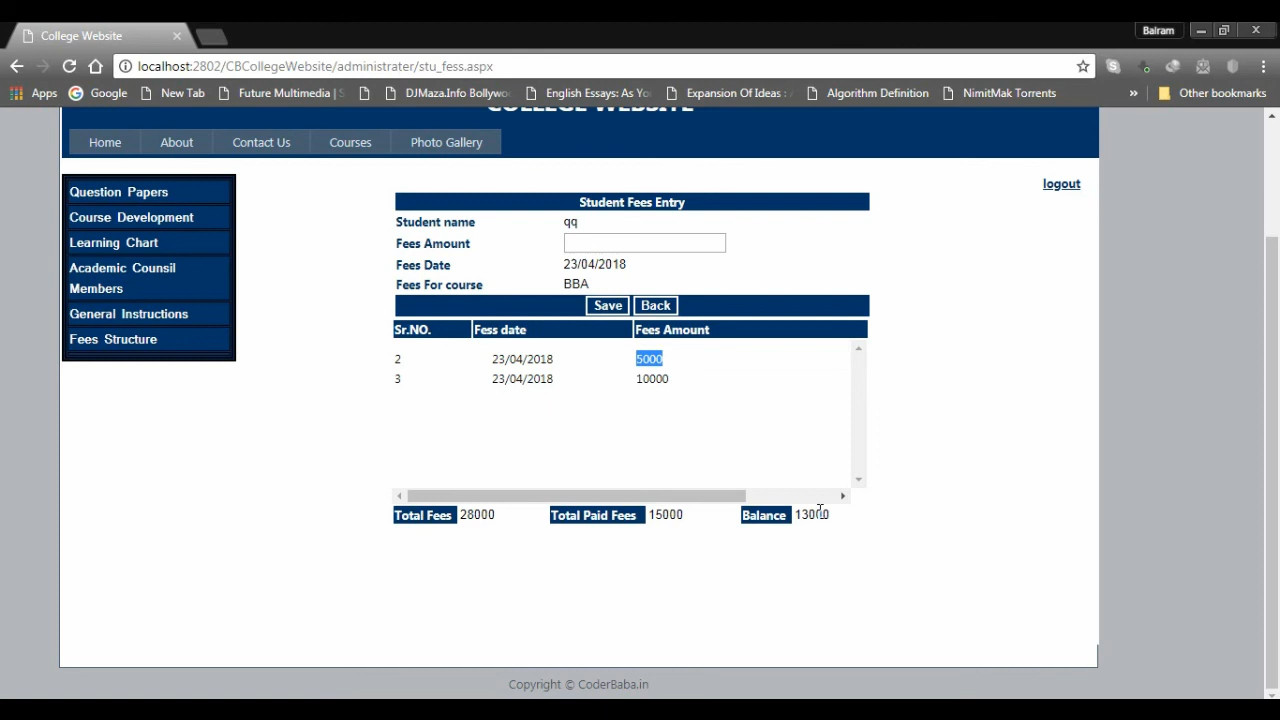 College Website
Balram
localhost:2802/CBCollegeWebsite/administrater/stu_fess.aspx
Apps Google New Tab Future Multimedia | S DJMaza.Info Bollywo English Essays: As Yo Expansion Of Ideas : Algorithm Definition NimitMak Torrents » Other bookmarks
COLLEGE WEBSITE
Home About Contact Us Courses Photo Gallery
logout
Question Papers
Course Development
Learning Chart
Academic Counsil
Members
General Instructions
Fees Structure
Student Fees Entry
Student name qq
Fees Amount
Fees Date 23/04/2018
Fees For course BBA
Save Back
Sr.NO. Fess date Fees Amount
2 23/04/2018 5000
3 23/04/2018 10000
Total Fees 28000 Total Paid Fees 15000 Balance 13000
Copyright © CoderBaba.in